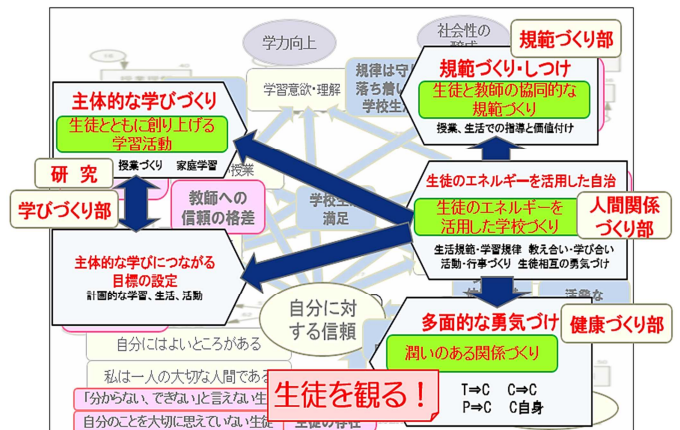 学力向上
社会性の
規範づくり部
学習意欲・理解
規律は守り
落ち着い
学校生
規範づくり・しつけ
生徒と教師の協同的な
規範づくり
授業、生活での指導と価値付け
主体的な学びづくり
生徒とともに創り上げる
学習活動
授業づくり 家庭学習
授業
研 究
学びづくり部
教師への
信頼の格差
学校生
満足
生徒のエネルギーを活用した自治
生徒のエネルギーを
活用した学校づくり
人間関係
づくり部
生活規範・学習規律 教え合い・学び合い
活動・行事づくり 生徒相互の勇気づけ
主体的な学びにつながる
目標の設定
計画的な学習、生活、活動
自分に対
する信頼
活発な
多面的な勇気づけ
健康づくり部
潤いのある関係づくり
T⇒C C⇒C
P⇒C C自身
自分にはよいところがある
私は一人の大切な人間であ
「分からない、できない」と言えない生
自分のことを大切に思えていない生徒
生徒を観る！
生徒の存在